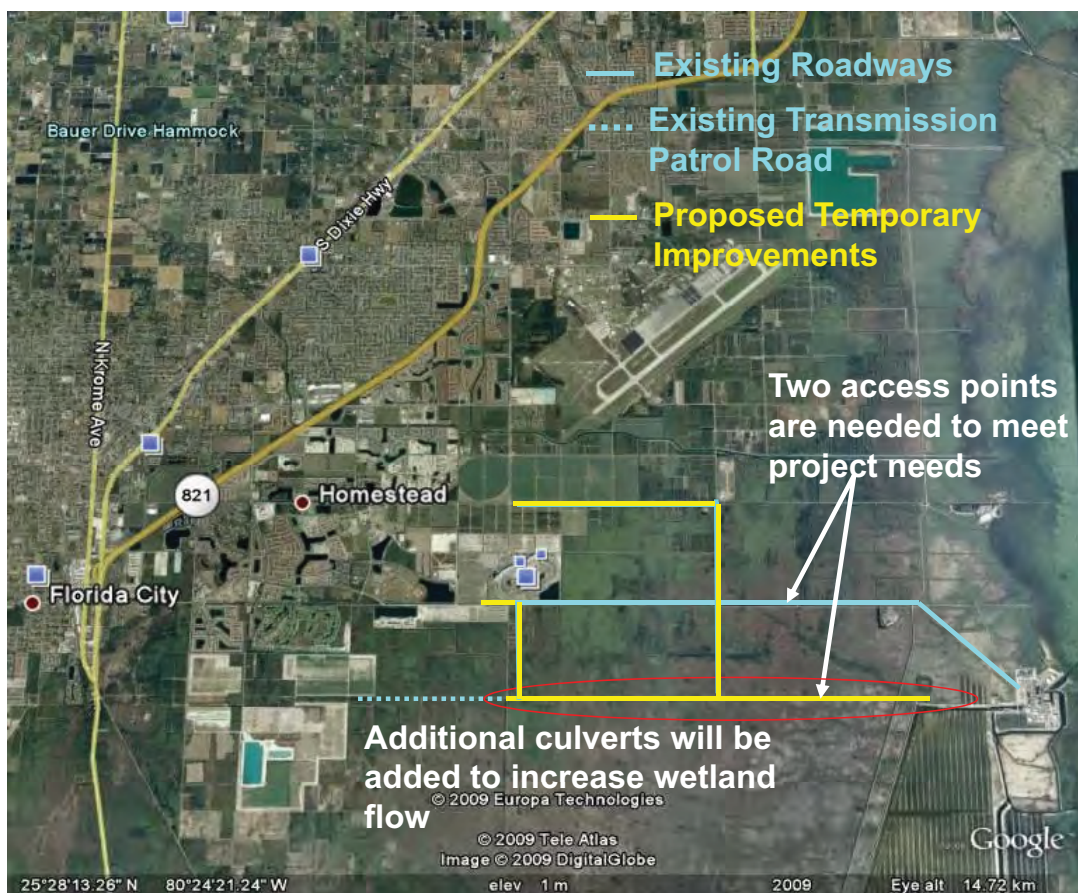 Existing Roadways
Existing Transmission
Patrol Road
Proposed Temporary
Improvements
Bauer Drive Hammock
S Dixie Hwy
N Krome Ave
Two access points
are needed to meet
project needs
821
Homestead
Florida City
Additional culverts will be
added to increase wetland
flow
© 2009 Europa Technologies
© 2009 Tele Atlas
Image © 2009 DigitalGlobe
Google
25°28'13.26" N 80°24'21.24" W elev 1 m 2009 Eye alt 14.72 km